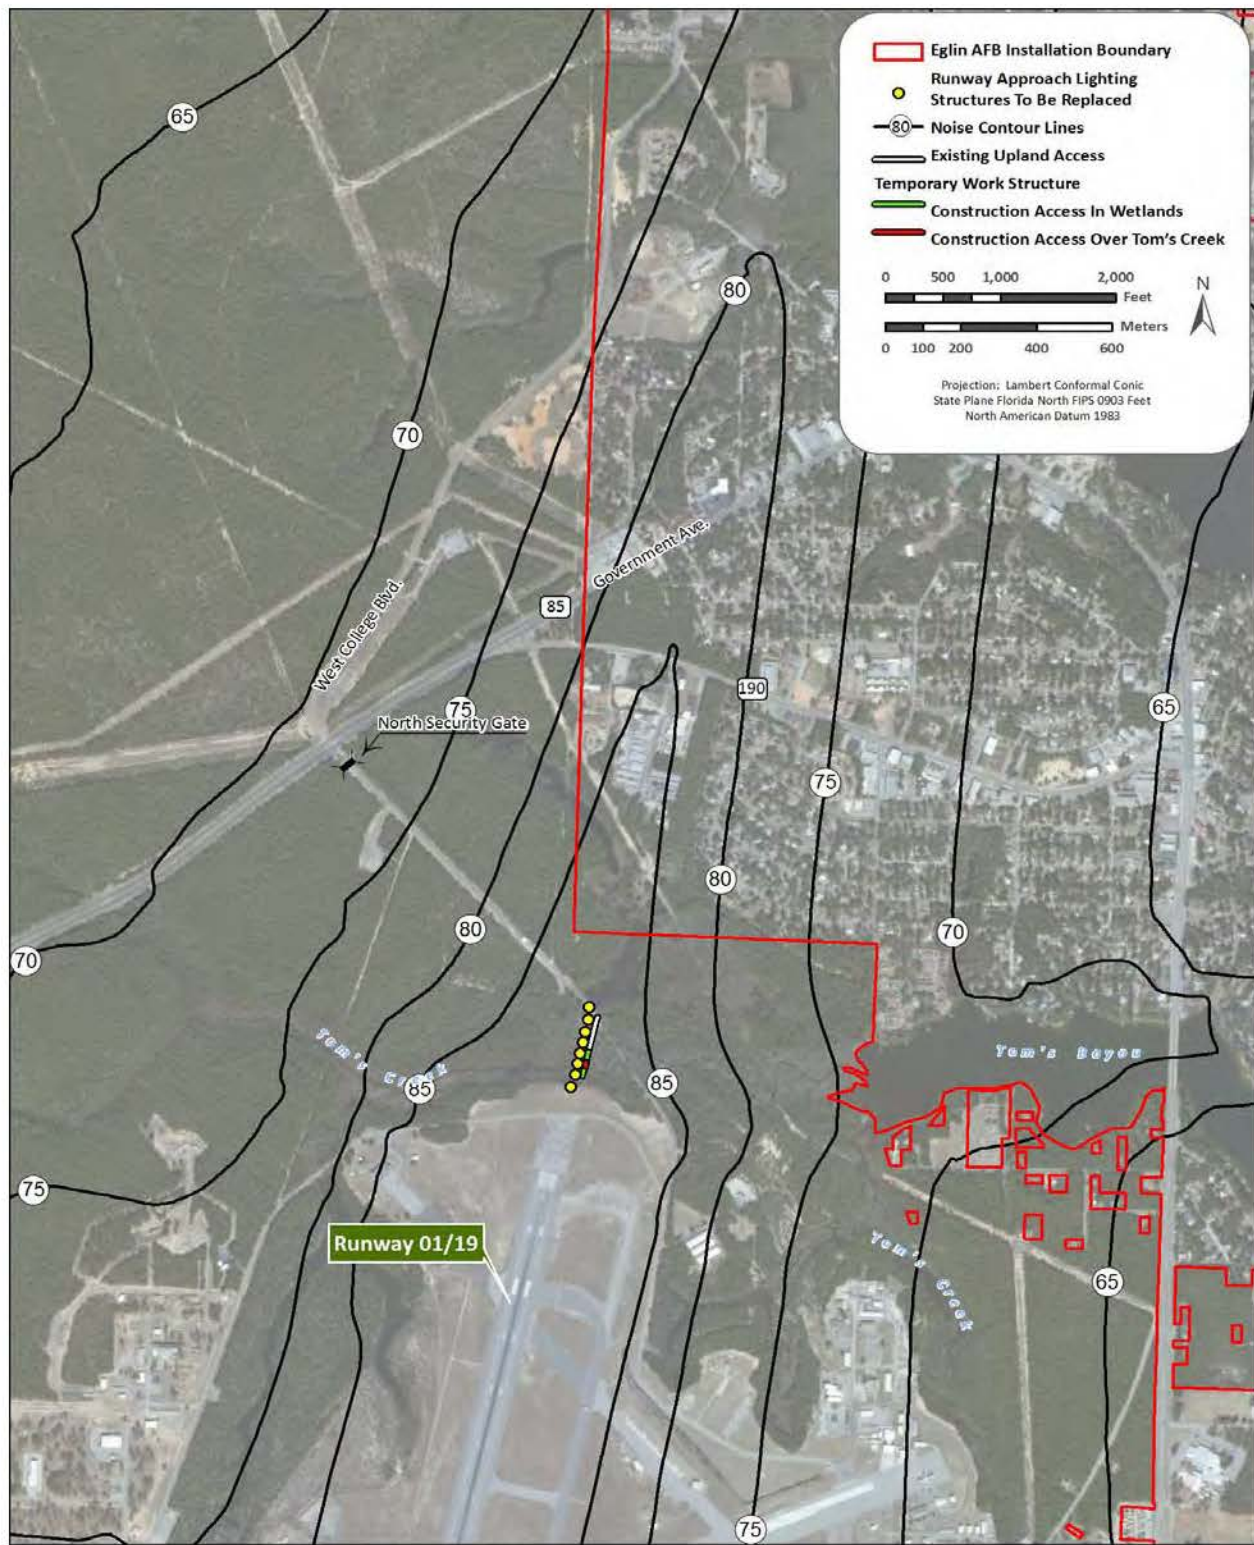 Eglin AFB Installation Boundary
Runway Approach Lighting
Structures To Be Replaced
80 Noise Contour Lines
Existing Upland Access
Temporary Work Structure
Construction Access In Wetlands
Construction Access Over Tom's Creek
0 500 1,000 2,000
Feet
Meters
0 100 200 400 600
N
Projection: Lambert Conformal Conic
State Plane Florida North FIPS 0903 Feet
North American Datum 1983
65
80
70
Government Ave.
85
West College Blvd.
190
75
65
North Security Gate
75
80
80
70
70
Tom's Creek
Tom's Bayou
85
85
75
Runway 01/19
Tom's Creek
65
75